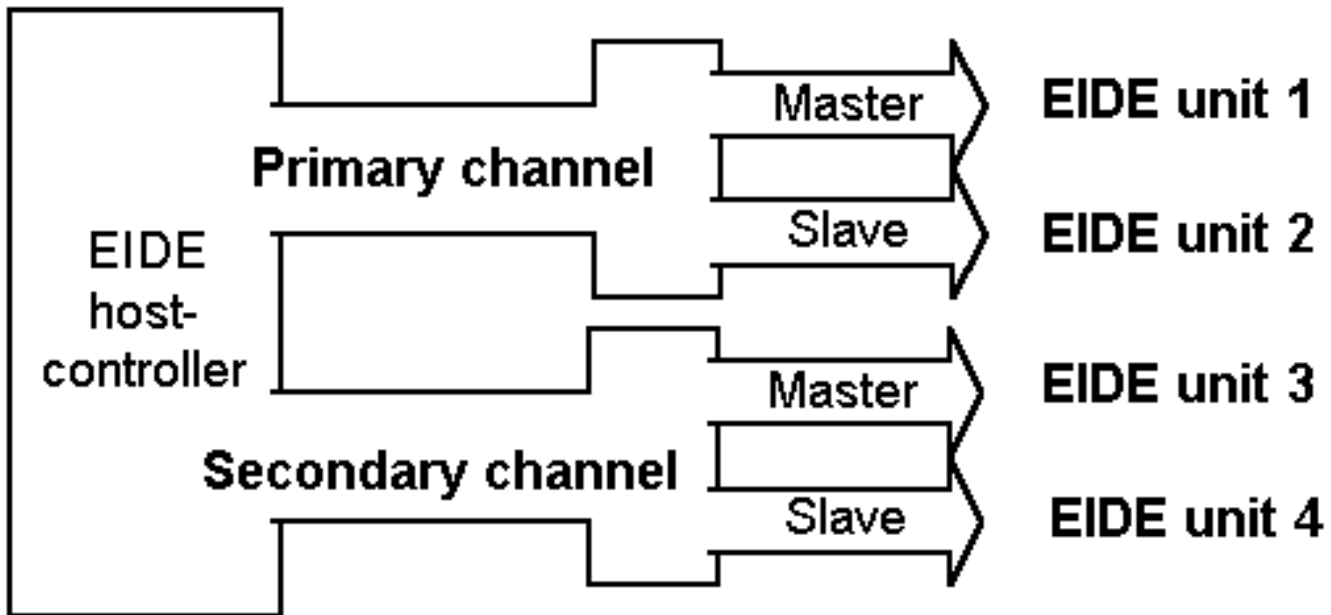 Master
EIDE unit 1
Primary channel
Slave
EIDE unit 2
EIDE
host-
controller
Master
EIDE unit 3
Secondary channel
Slave
EIDE unit 4